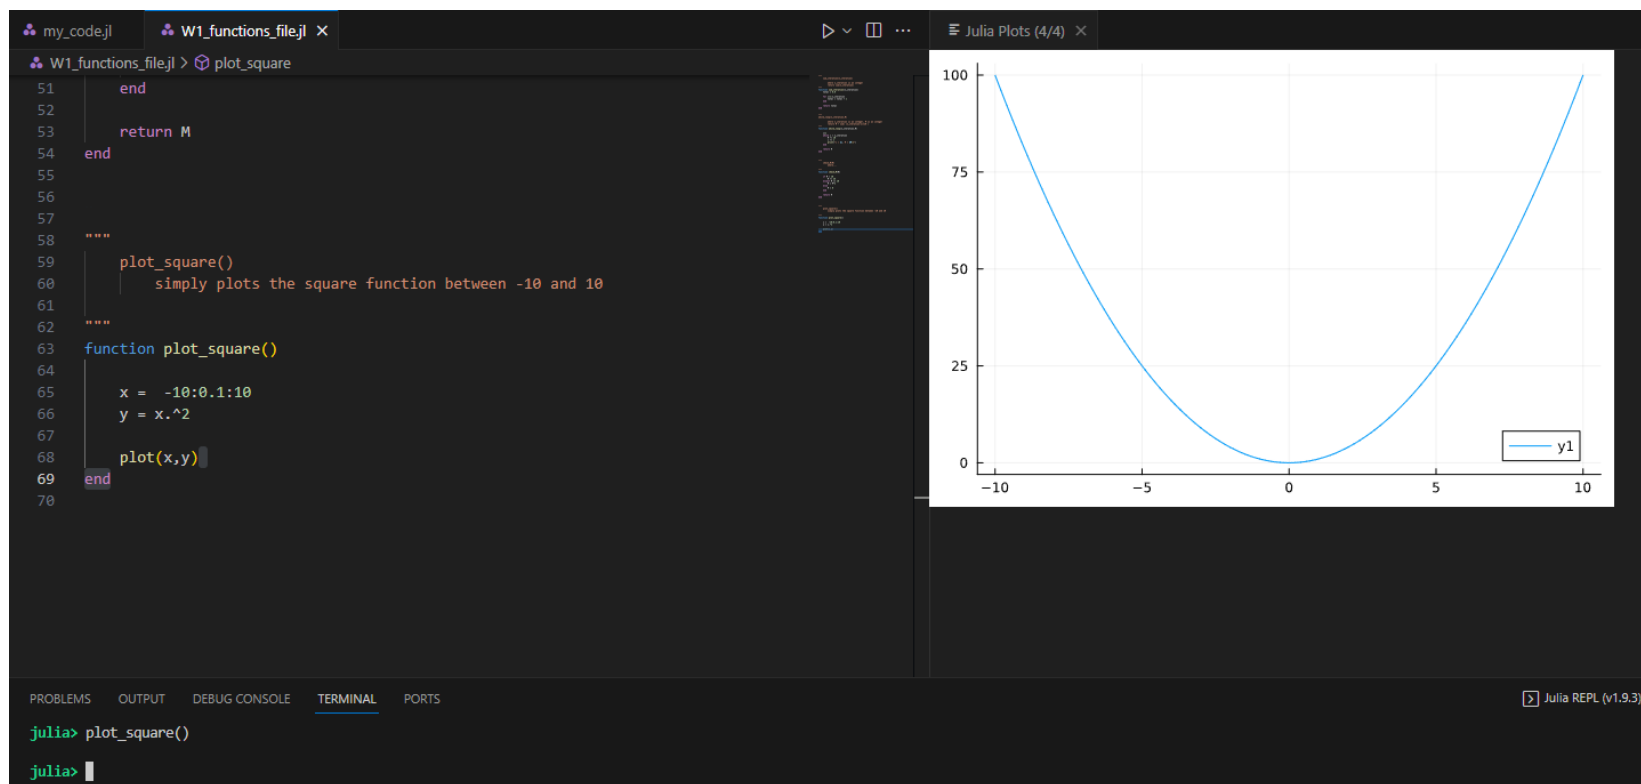 my_code.jl W1_functions_file.jl
W1_functions_file.jl > plot_square
51 end
52
53 return M
54 end
55
56
57
58 """
59 plot_square()
60 simply plots the square function between -10 and 10
61
62 """
63 function plot_square()
64
65 x =  -10:0.1:10
66 y = x.^2
67
68 plot(x,y)
69 end
70
Julia Plots (4/4)
100
75
50
25
0
y1
−10 −5 0 5 10
PROBLEMS OUTPUT DEBUG CONSOLE TERMINAL PORTS
Julia REPL (v1.9.3)
julia> plot_square()
julia>